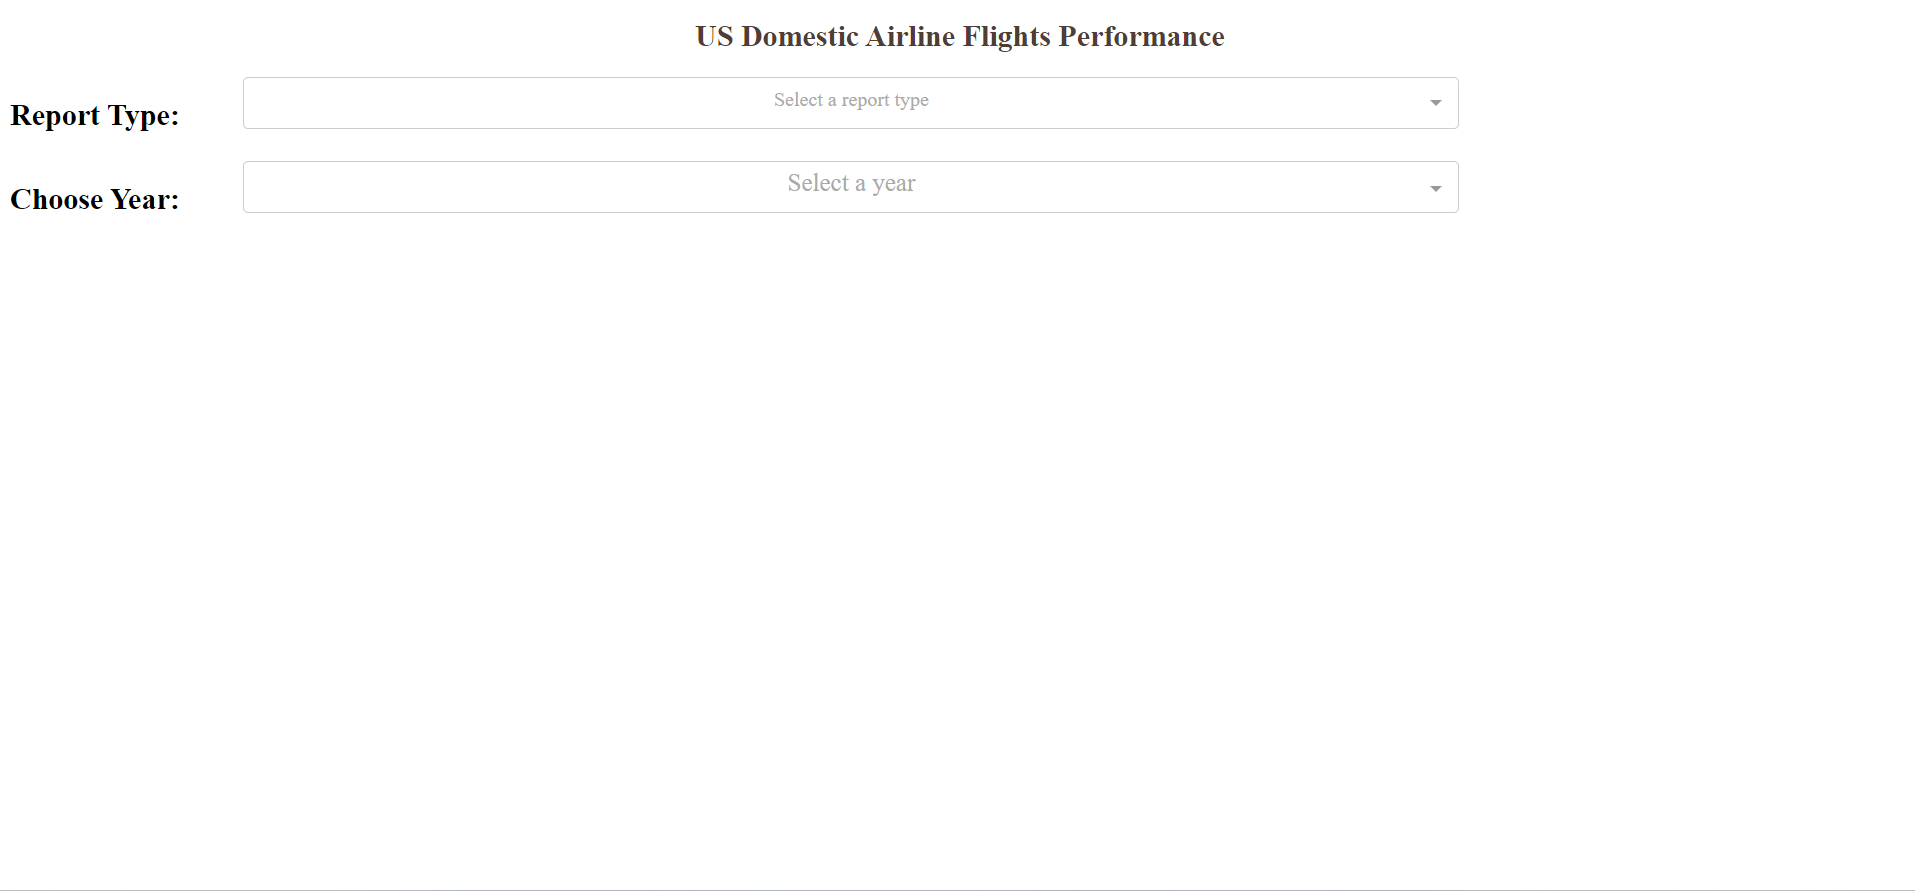 US Domestic Airline Flights Performance
Report Type:
Select a report type
Choose Year:
Select a year